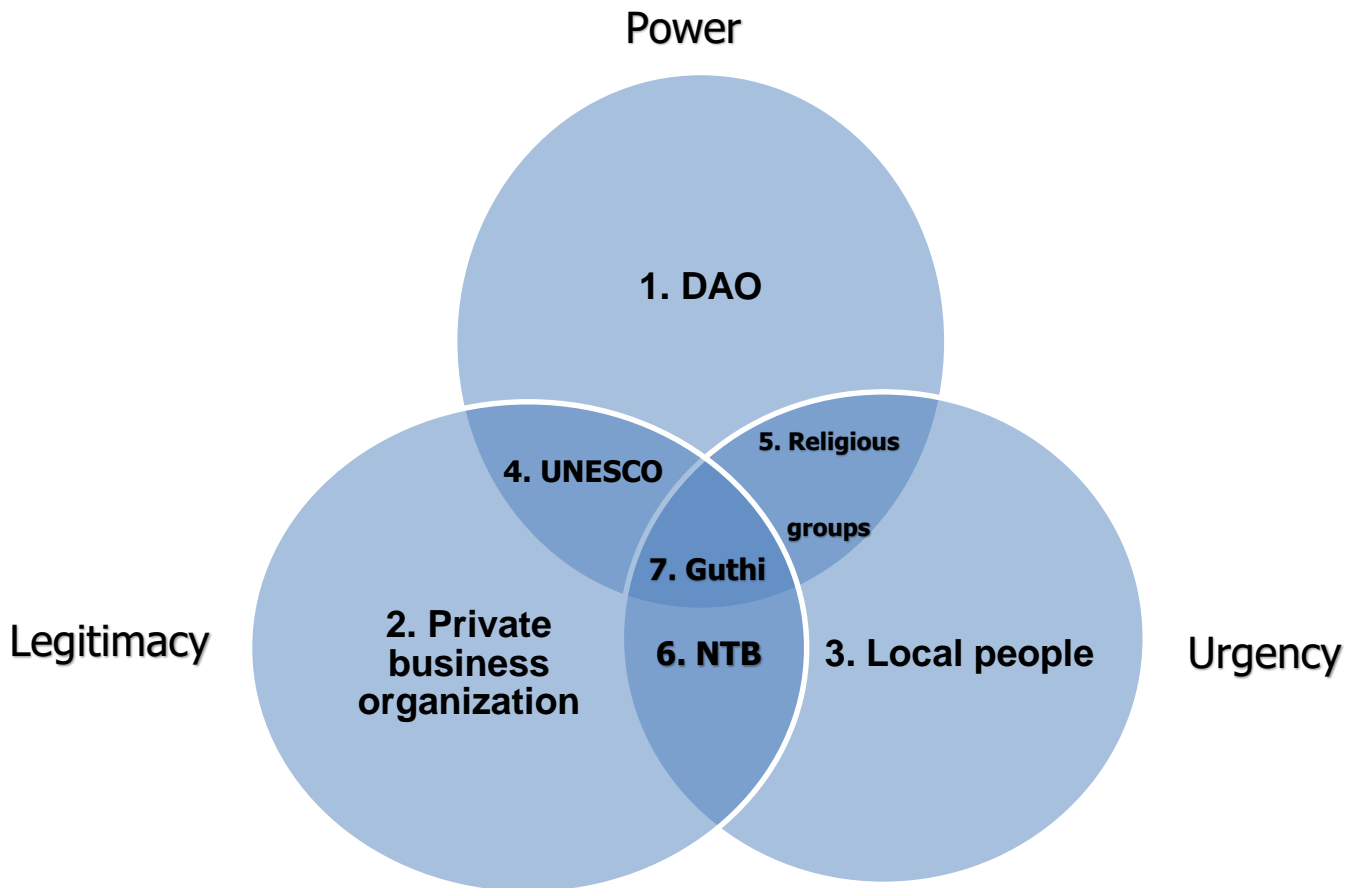 Power
1. DAO
5. Religious
4. UNESCO
groups
7. Guthi
Legitimacy
2. Private
business
organization
6. NTB
3. Local people
Urgency